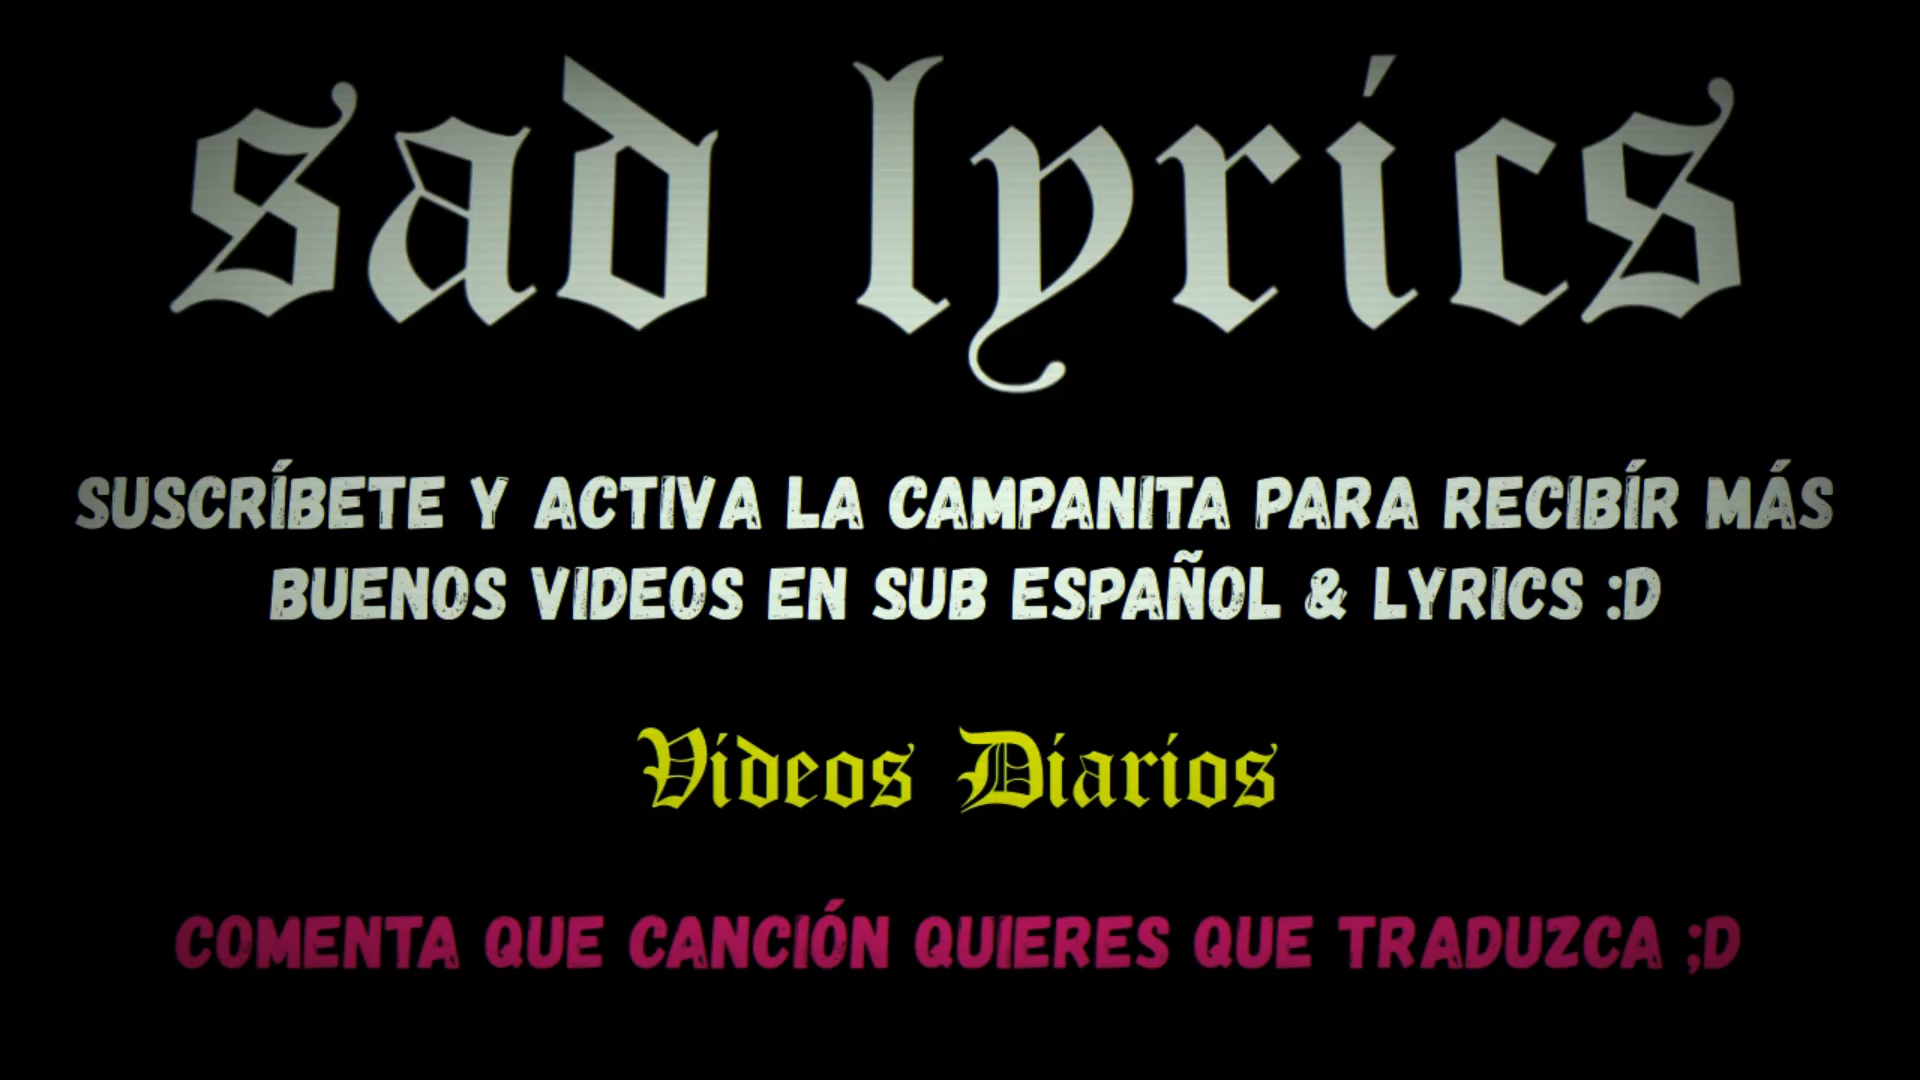 sad lyrics
SUSCRÍBETE Y ACTIVA LA CAMPANITA PARA RECIBÍR MÁS
BUENOS VIDEOS EN SUB ESPAÑOL & LYRICS :D
Videos Diarios
COMENTA QUE CANCIÓN QUIERES QUE TRADUZCA ;D